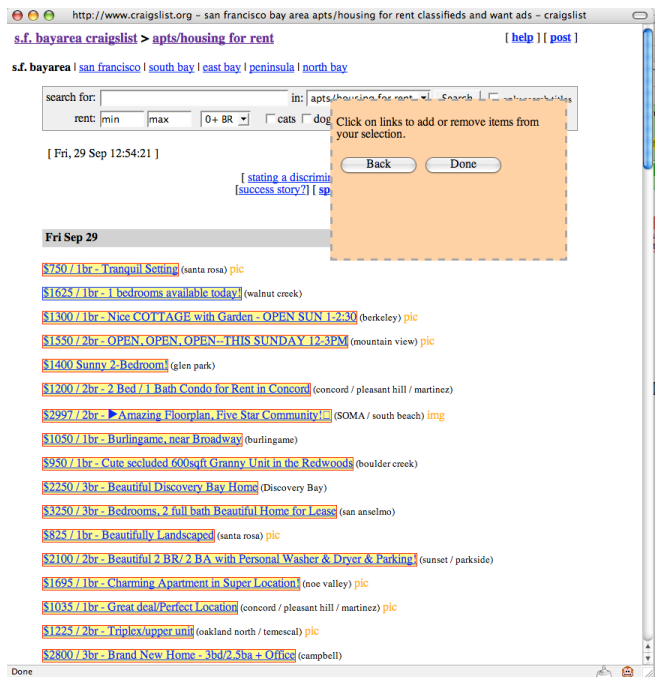 http://www.craigslist.org – san francisco bay area apts/housing for rent classifieds and want ads – craigslist
s.f. bayarea craigslist > apts/housing for rent [ help ] [ post ]
s.f. bayarea | san francisco | south bay | east bay | peninsula | north bay
search for: in: apts/housing for rent Search
rent: min max 0+ BR cats dog
Click on links to add or remove items from
your selection.
Back Done
[ Fri, 29 Sep 12:54:21 ]
[ stating a
[success story?] [
Fri Sep 29
$750 / 1br - Tranquil Setting (santa rosa) pic
$1625 / 1br - 1 bedrooms available today! (walnut creek)
$1300 / 1br - Nice COTTAGE with Garden - OPEN SUN 1-2:30 (berkeley) pic
$1550 / 2br - OPEN, OPEN, OPEN--THIS SUNDAY 12-3PM (mountain view) pic
$1400 Sunny 2-Bedroom! (glen park)
$1200 / 2br - 2 Bed / 1 Bath Condo for Rent in Concord (concord / pleasant hill / martinez)
$2997 / 2br - ▶Amazing Floorplan, Five Star Community! (SOMA / south beach) img
$1050 / 1br - Burlingame, near Broadway (burlingame)
$950 / 1br - Cute secluded 600sqft Granny Unit in the Redwoods (boulder creek)
$2250 / 3br - Beautiful Discovery Bay Home (Discovery Bay)
$3250 / 3br - Bedrooms, 2 full bath Beautiful Home for Lease (san anselmo)
$825 / 1br - Beautifully Landscaped (santa rosa) pic
$2100 / 2br - Beautiful 2 BR/ 2 BA with Personal Washer & Dryer & Parking! (sunset / parkside)
$1695 / 1br - Charming Apartment in Super Location! (noe valley) pic
$1035 / 1br - Great deal/Perfect Location (concord / pleasant hill / martinez) pic
$1225 / 2br - Triplex/upper unit (oakland north / temescal) pic
$2800 / 3br - Brand New Home - 3bd/2.5ba + Office (campbell)
Done